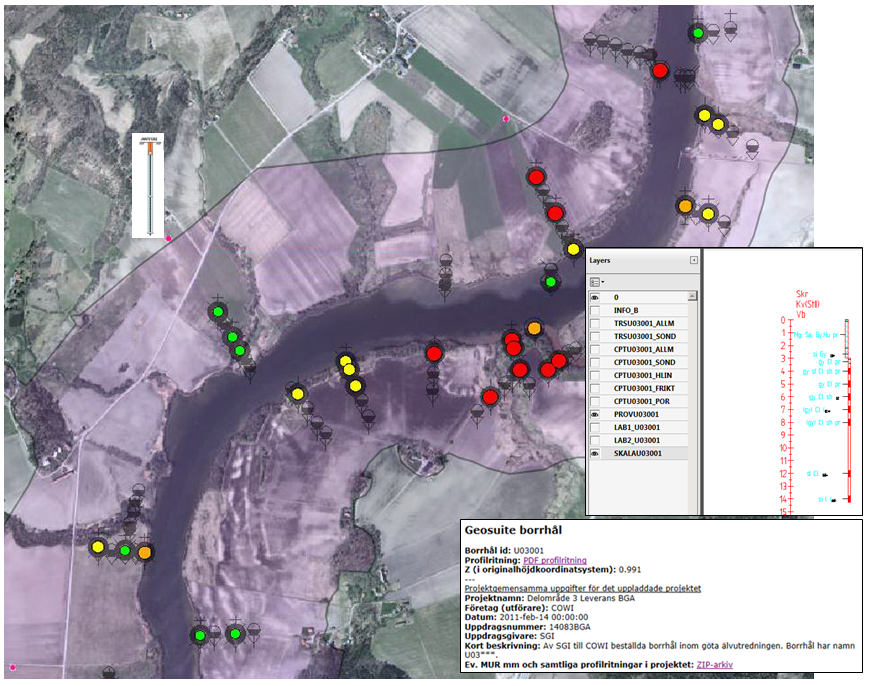 Layers
0
INFO_B
TRSU03001_ALLM
TRSU03001_SOND
CPTU03001_ALLM
CPTU03001_SOND
CPTU03001_HLIN
CPTU03001_FRIKT
CPTU03001_POR
PROVU03001
LAB1_U03001
LAB2_U03001
SKALAU03001
Skr
Kv(StII)
Vb
0
1
2
3
4
5
6
7
8
9
10
11
12
13
14
15
Geosuite borrhål
Borrhål id: U03001
Profilritning: PDF profilritning
Z (i originalhöjdkoordinatsystem): 0.991
---
Projektgemensamma uppgifter för det uppladdade projektet
Projektnamn: Delområde 3 Leverans BGA
Företag (utförare): COWI
Datum: 2011-feb-14 00:00:00
Uppdragsnummer: 14083BGA
Uppdragsgivare: SGI
Kort beskrivning: Av SGI till COWI beställda borrhål inom göta älvutredningen. Borrhål har namn
U03***.
Ev. MUR mm och samtliga profilritningar i projektet: ZIP-arkiv